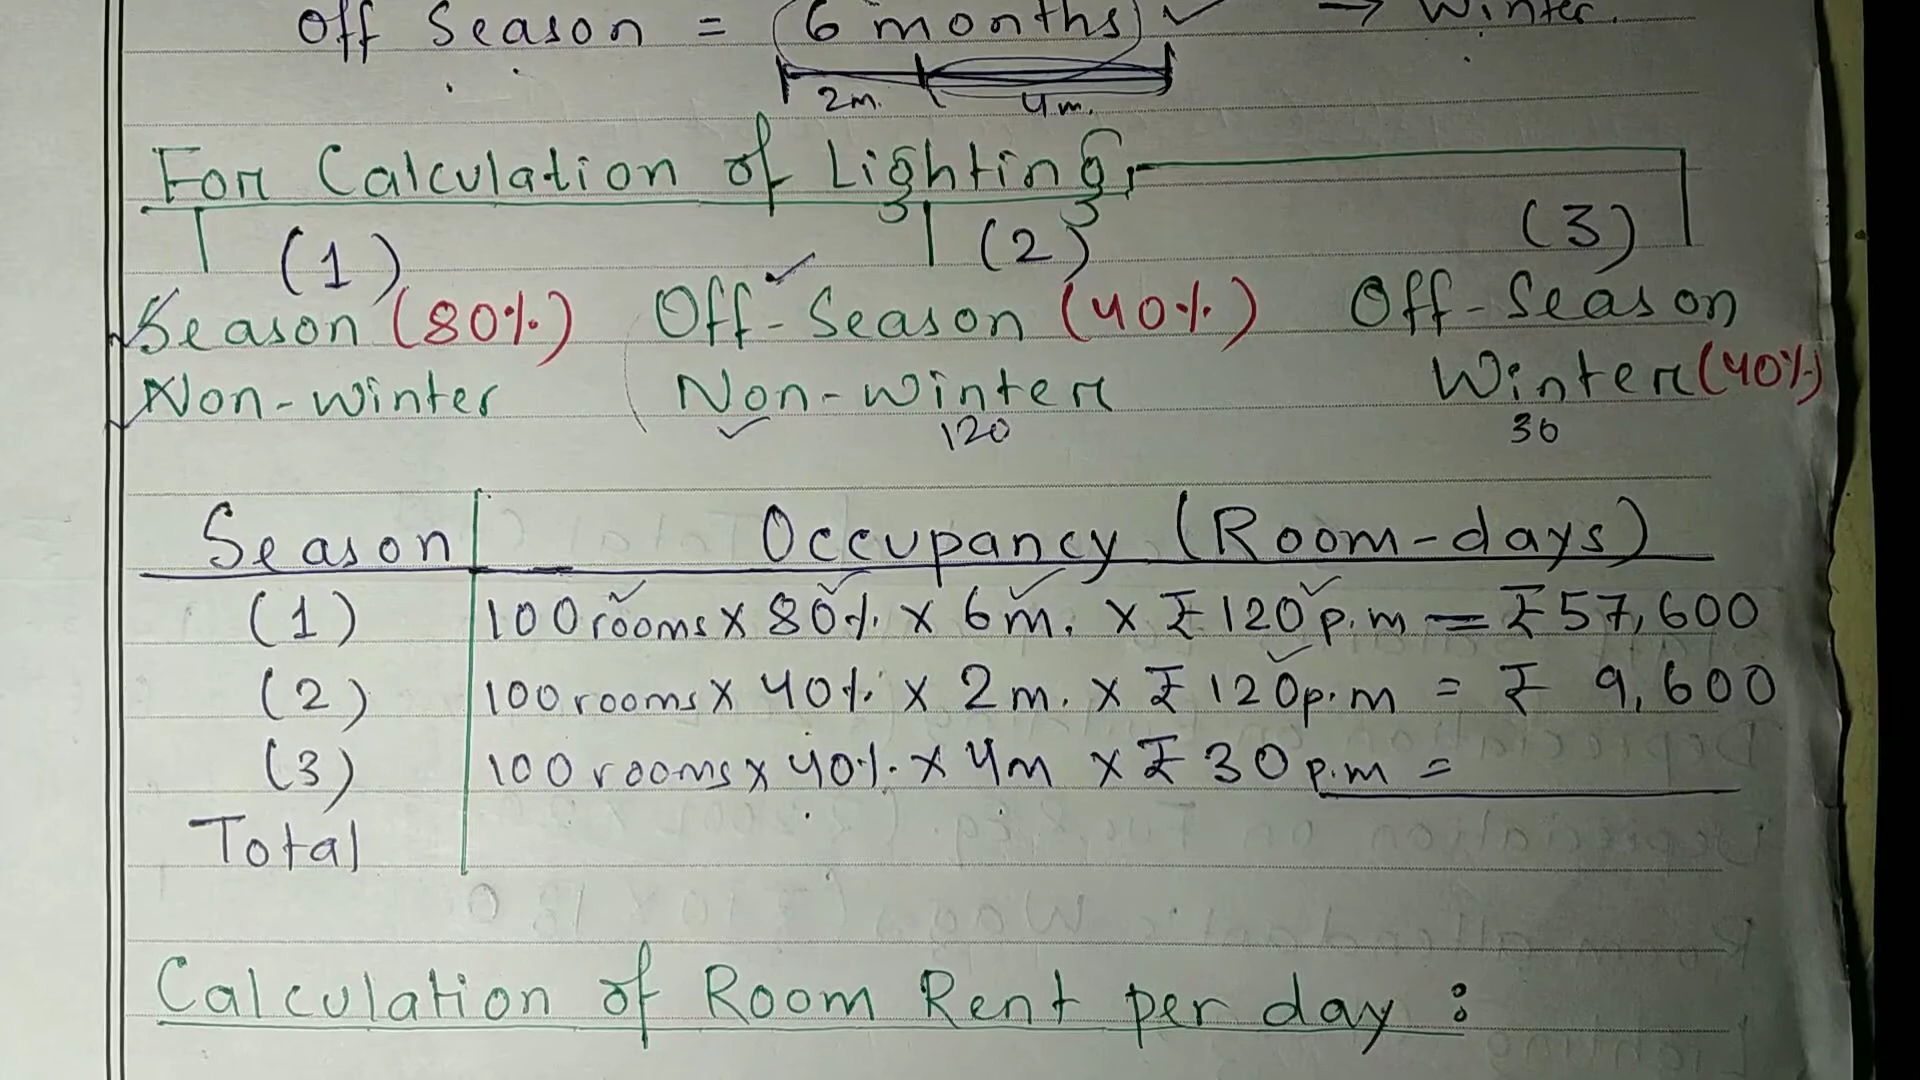 Off Season = 6 months → Winter.
2m. 4m.
For Calculation of Lighting
(1) (2) (3)
Season (80%) Off-Season (40%) Off-Season
Non-winter Non-winter Winter (40%)
120 30
Season Occupancy (Room-days)
(1) 100 rooms x 80% x 6m. x ₹ 120 p.m = ₹ 57,600
(2) 100 rooms x 40% x 2m. x ₹ 120 p.m = ₹ 9,600
(3) 100 rooms x 40% x 4m x ₹ 30 p.m =
Total
Calculation of Room Rent per day :